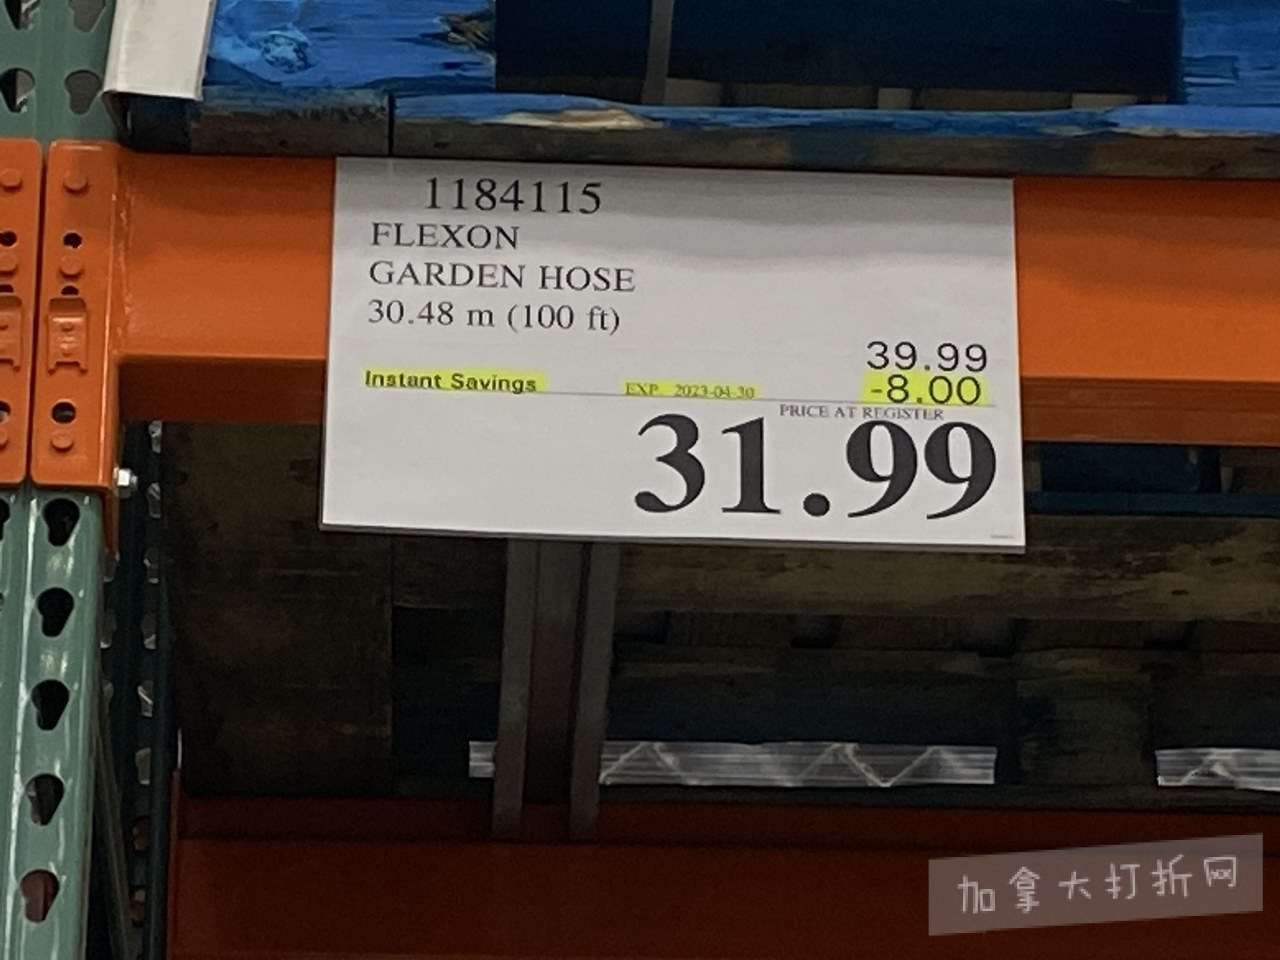 1184115
FLEXON
GARDEN HOSE
30.48 m (100 ft)
39.99
Instant Savings EXP. 2023-04-30 -8.00
PRICE AT REGISTER
31.99
加拿大打折网